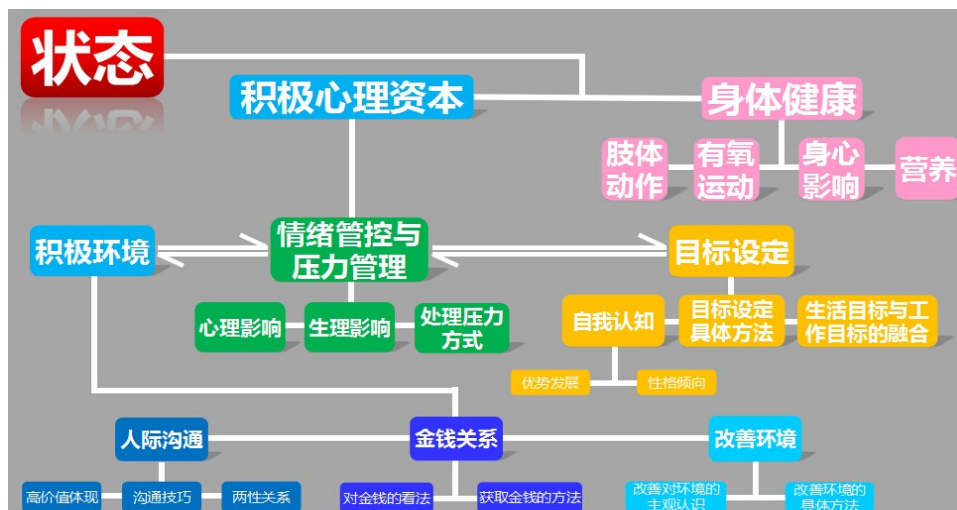 状态
积极心理资本
身体健康
肢体
动作
有氧
运动
身心
影响
营养
积极环境
情绪管控与
压力管理
目标设定
心理影响
生理影响
处理压力
方式
自我认知
目标设定
具体方法
生活目标与工
作目标的融合
优势发展
性格倾向
人际沟通
金钱关系
改善环境
高价值体现
沟通技巧
两性关系
对金钱的看法
获取金钱的方法
改善对环境的
主观认识
改善环境的
具体方法